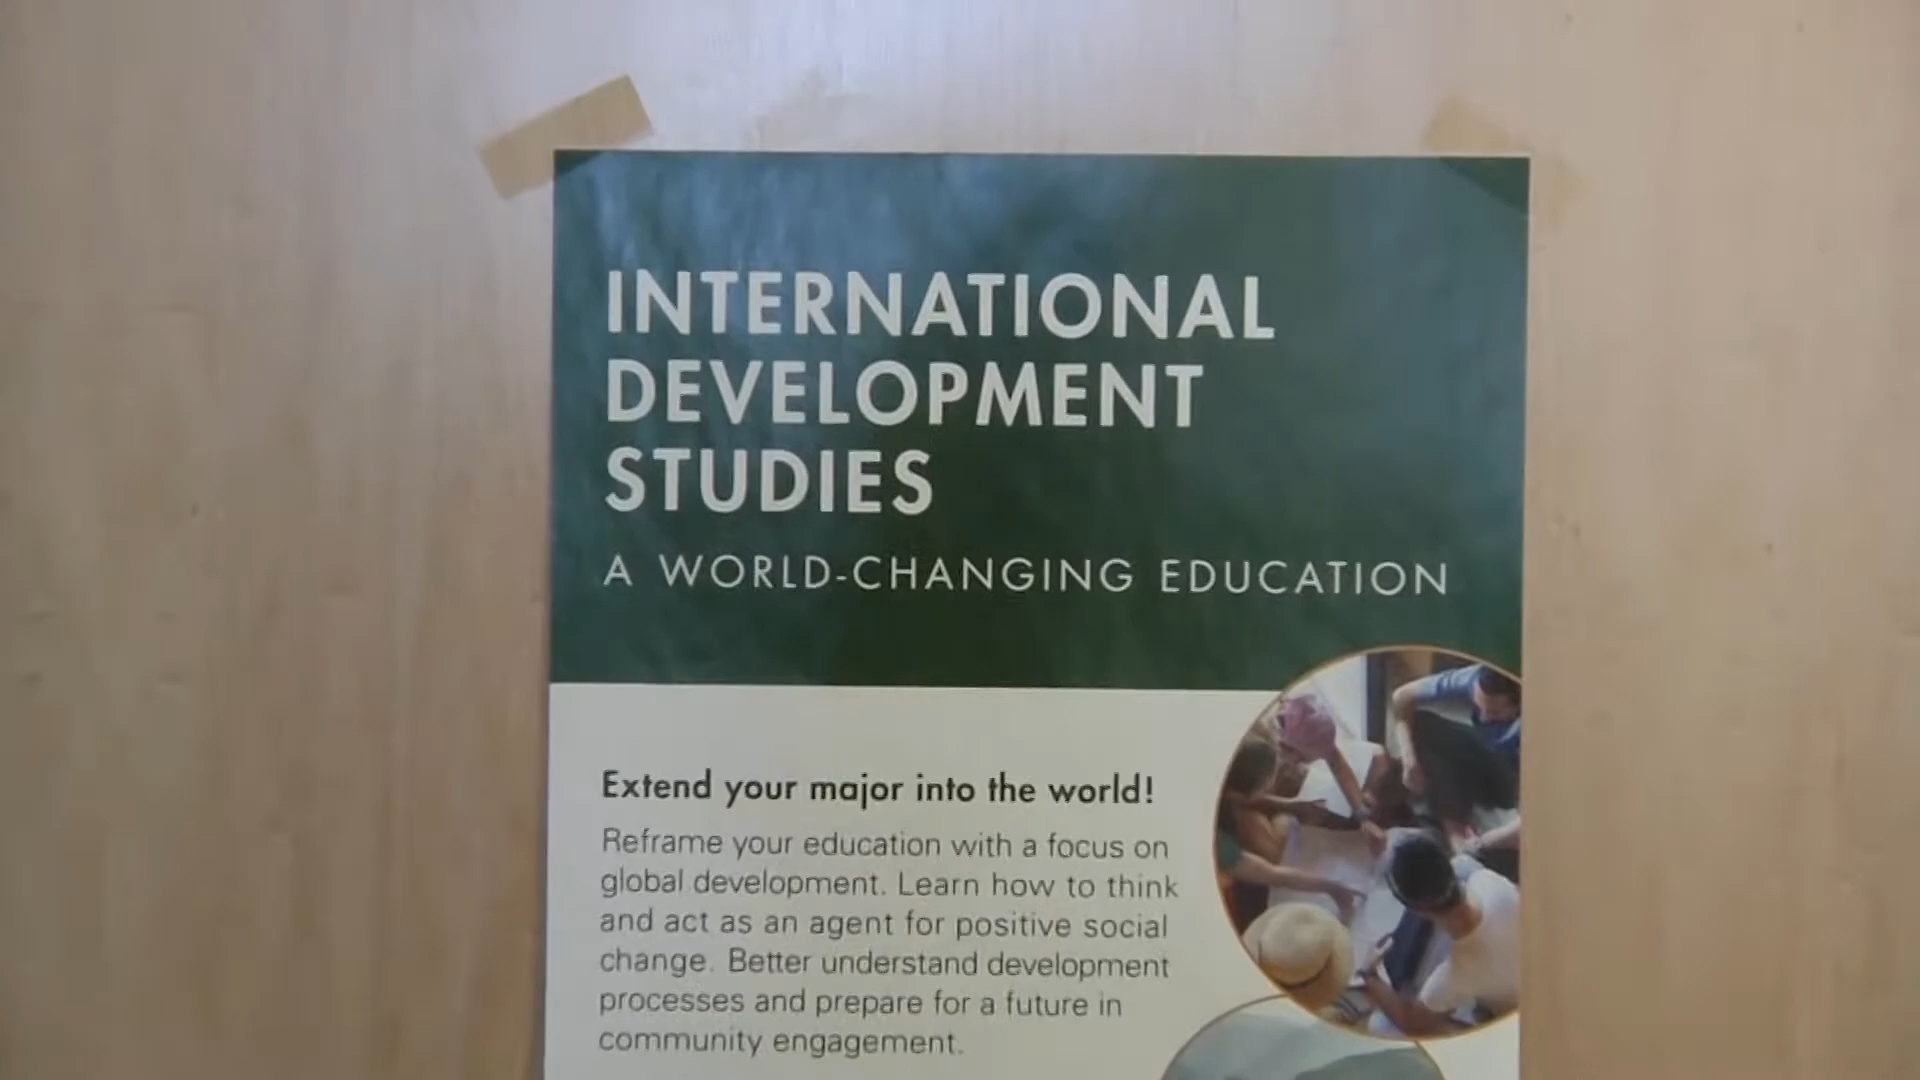 INTERNATIONAL
DEVELOPMENT
STUDIES
A WORLD-CHANGING EDUCATION
Extend your major into the world!
Reframe your education with a focus on
global development. Learn how to think
and act as an agent for positive social
change. Better understand development
processes and prepare for a future in
community engagement.